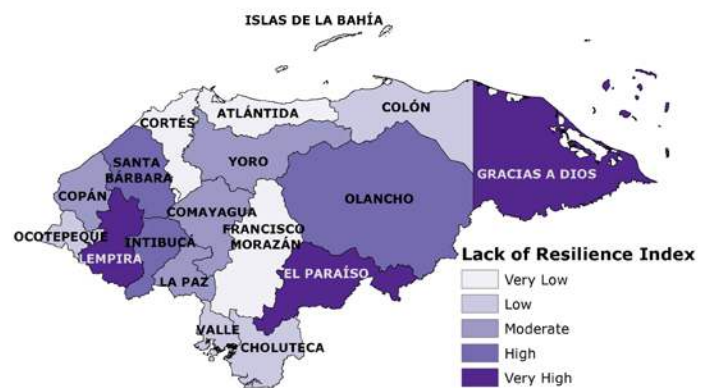 ISLAS DE LA BAHÍA
ATLÁNTIDA
COLÓN
CORTÉS
SANTA
BÁRBARA
YORO
GRACIAS A DIOS
COPÁN
OLANCHO
COMAYAGUA
OCOTEPEQUE
FRANCISCO
MORAZÁN
INTIBUCÁ
LEMPIRA
EL PARAÍSO
LA PAZ
VALLE
CHOLUTECA
Lack of Resilience Index
Very Low
Low
Moderate
High
Very High